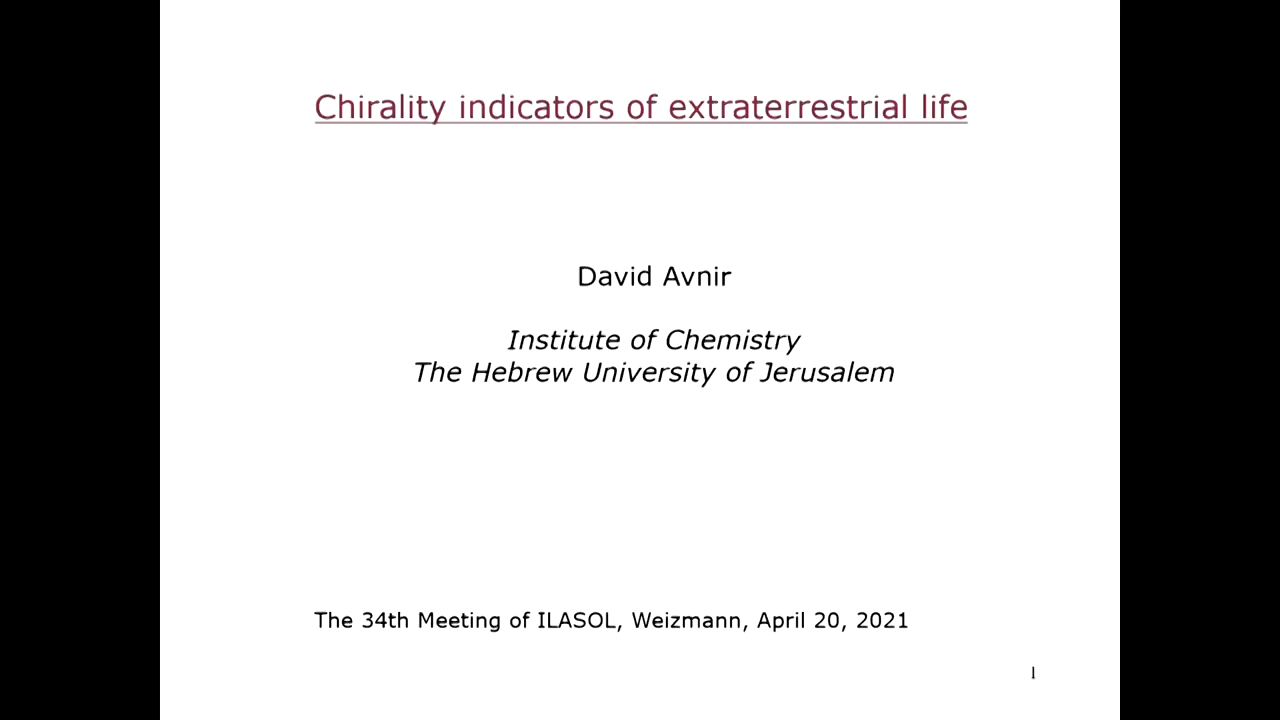 Chirality indicators of extraterrestrial life
David Avnir
Institute of Chemistry
The Hebrew University of Jerusalem
The 34th Meeting of ILASOL, Weizmann, April 20, 2021
1